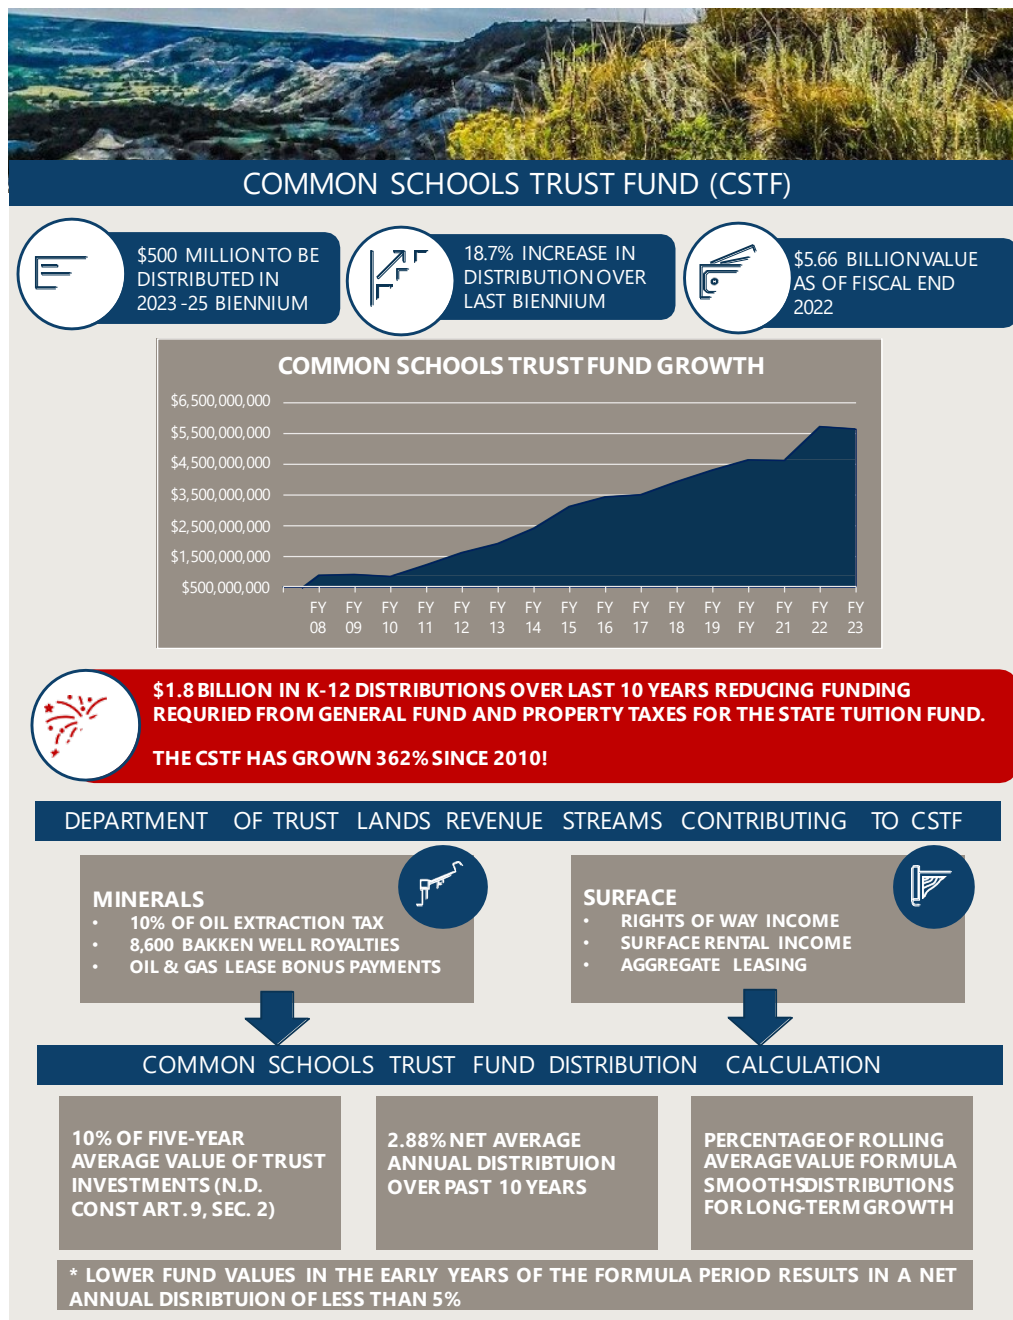 COMMON SCHOOLS TRUST FUND (CSTF)
$500 MILLION TO BE
DISTRIBUTED IN
2023-25 BIENNIUM
18.7% INCREASE IN
DISTRIBUTION OVER
LAST BIENNIUM
$5.66 BILLION VALUE
AS OF FISCAL END
2022
COMMON SCHOOLS TRUST FUND GROWTH
$6,500,000,000
$5,500,000,000
$4,500,000,000
$3,500,000,000
$2,500,000,000
$1,500,000,000
$500,000,000
FY FY FY FY FY FY FY FY FY FY FY FY FY FY FY FY
08 09 10 11 12 13 14 15 16 17 18 19 FY 21 22 23
$1.8 BILLION IN K-12 DISTRIBUTIONS OVER LAST 10 YEARS REDUCING FUNDING
REQURIED FROM GENERAL FUND AND PROPERTY TAXES FOR THE STATE TUITION FUND.
THE CSTF HAS GROWN 362% SINCE 2010!
DEPARTMENT OF TRUST LANDS REVENUE STREAMS CONTRIBUTING TO CSTF
MINERALS
• 10% OF OIL EXTRACTION TAX
• 8,600 BAKKEN WELL ROYALTIES
• OIL & GAS LEASE BONUS PAYMENTS
SURFACE
• RIGHTS OF WAY INCOME
• SURFACE RENTAL INCOME
• AGGREGATE LEASING
COMMON SCHOOLS TRUST FUND DISTRIBUTION CALCULATION
10% OF FIVE-YEAR
AVERAGE VALUE OF TRUST
INVESTMENTS (N.D.
CONST ART. 9, SEC. 2)
2.88% NET AVERAGE
ANNUAL DISTRIBTUION
OVER PAST 10 YEARS
PERCENTAGE OF ROLLING
AVERAGE VALUE FORMULA
SMOOTHS DISTRIBUTIONS
FOR LONG-TERM GROWTH
* LOWER FUND VALUES IN THE EARLY YEARS OF THE FORMULA PERIOD RESULTS IN A NET
ANNUAL DISRIBTUION OF LESS THAN 5%